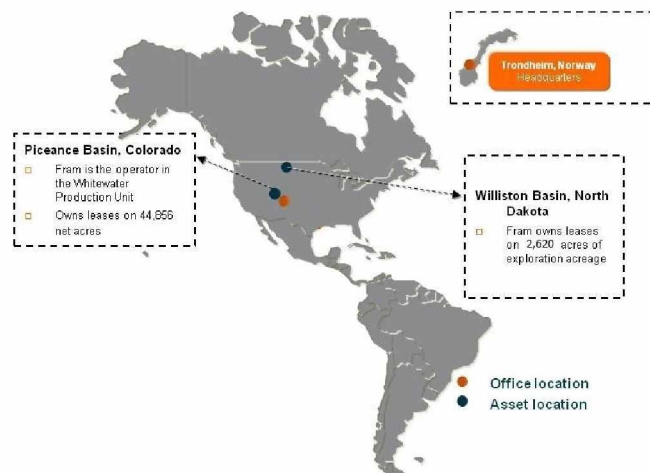 Trondheim, Norway
Headquarters
Piceance Basin, Colorado
Fram is the operator in
the Whitewater
Production Unit
Owns leases on 44,856
net acres
Williston Basin, North
Dakota
Fram owns leases
on 2,620 acres of
exploration acreage
Office location
Asset location